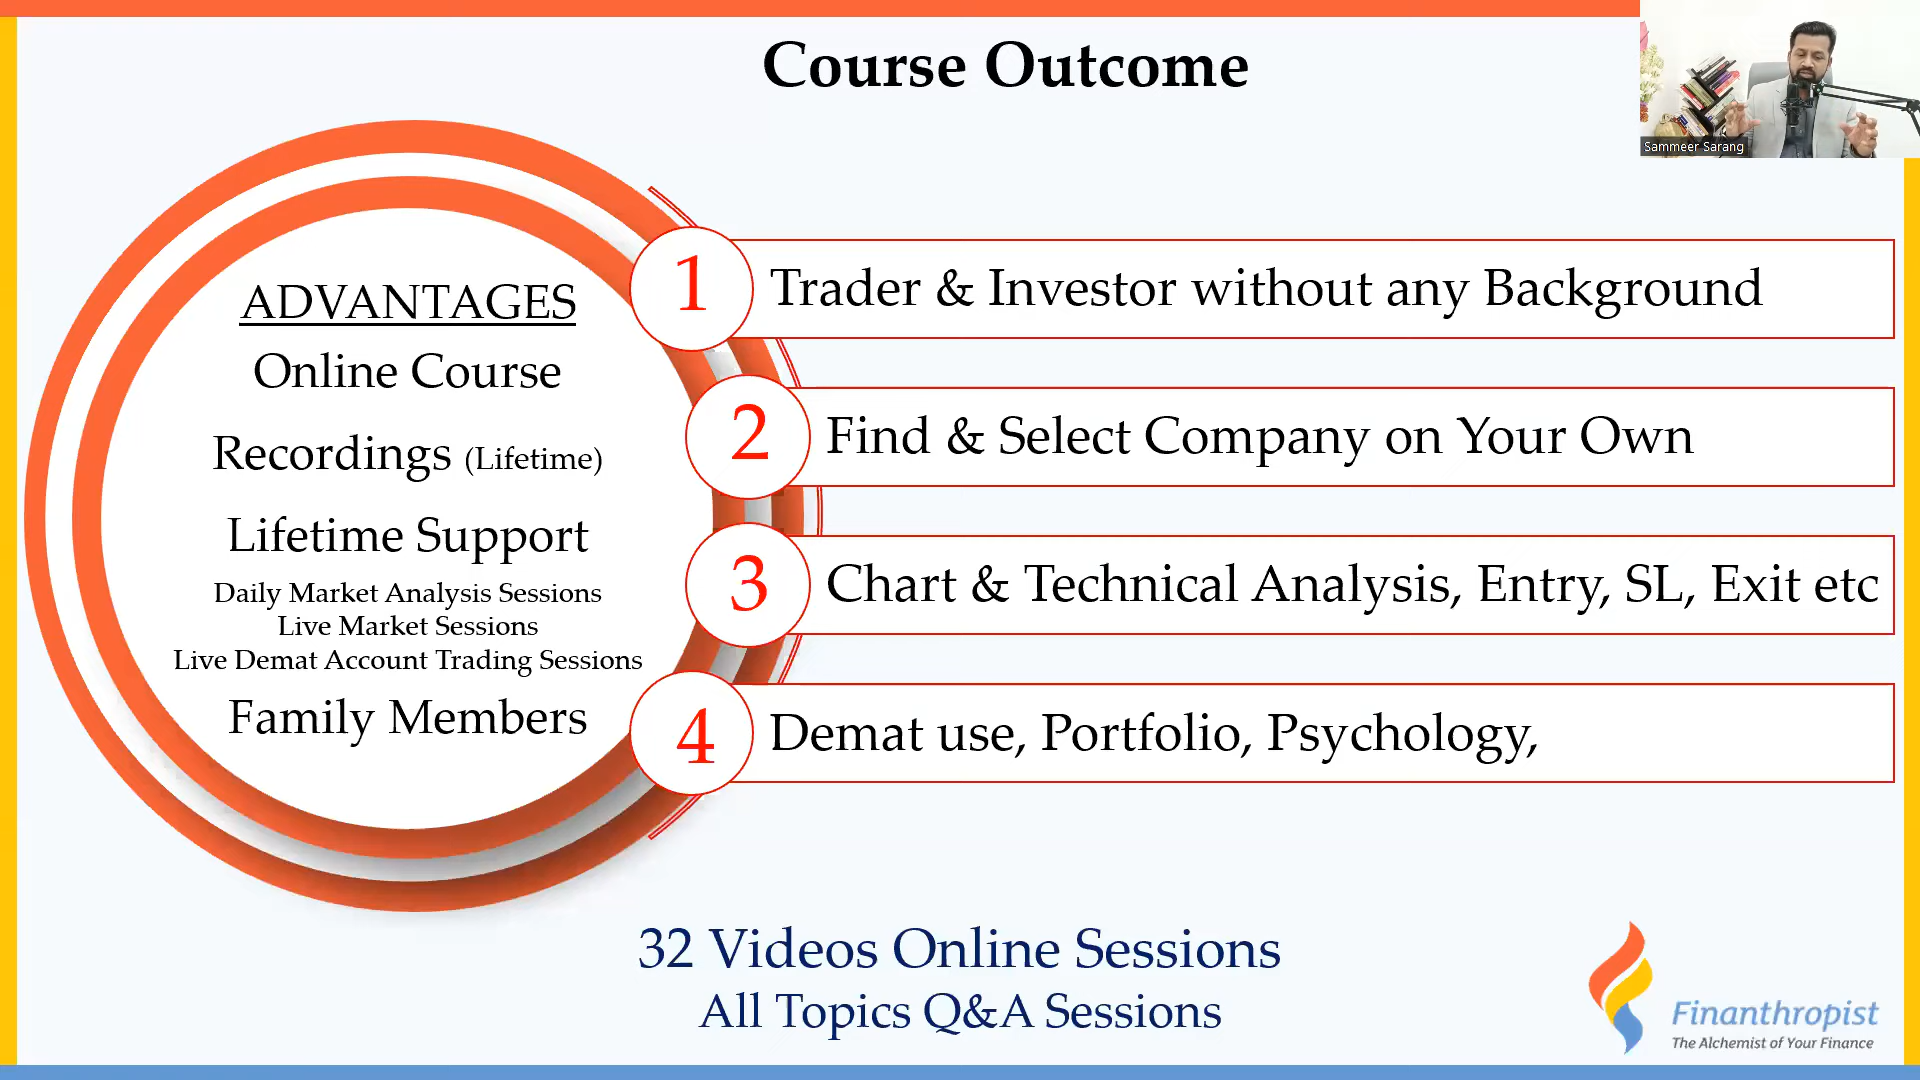 Course Outcome
Sammeer Sarang
ADVANTAGES
Online Course
Recordings (Lifetime)
Lifetime Support
Daily Market Analysis Sessions
Live Market Sessions
Live Demat Account Trading Sessions
Family Members
1 Trader & Investor without any Background
2 Find & Select Company on Your Own
3 Chart & Technical Analysis, Entry, SL, Exit etc
4 Demat use, Portfolio, Psychology,
32 Videos Online Sessions
All Topics Q&A Sessions
Finanthropist
The Alchemist of Your Finance